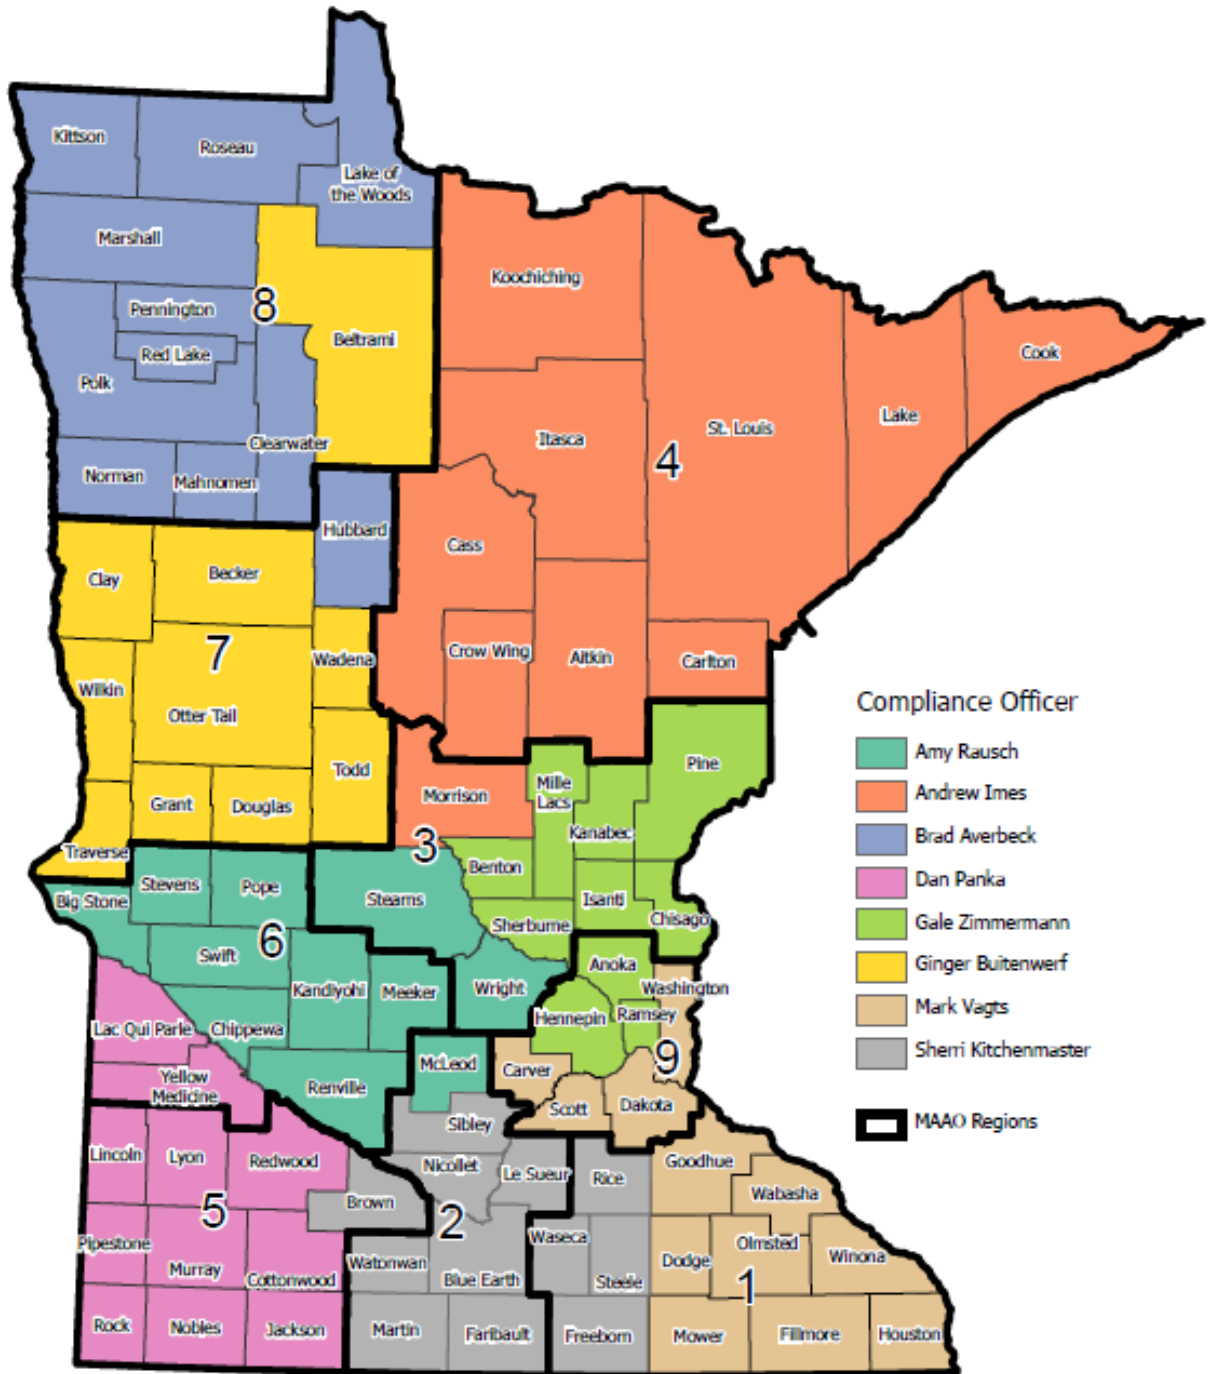 Kittson
Roseau
Lake of
the Woods
Marshall
Koochiching
Pennington
8
Beltrami
Red Lake
Cook
Polk
Lake
St. Louis
Itasca
Clearwater
4
Norman
Mahnomen
Hubbard
Cass
Becker
Clay
7
Wadena
Crow Wing
Aitkin
Carlton
Wilkin
Otter Tail
Compliance Officer
Amy Rausch
Andrew Imes
Brad Averbeck
Dan Panka
Gale Zimmermann
Ginger Buitenwerf
Mark Vagts
Sherri Kitchenmaster
MAAO Regions
Pine
Todd
Mille
Lacs
Morrison
Grant
Douglas
Kanabec
3
Traverse
Benton
Stevens
Pope
Stearns
Isanti
Big Stone
Chisago
Sherburne
6
Swift
Anoka
Washington
Kandiyohi
Meeker
Wright
Hennepin
Ramsey
Lac Qui Parle
Chippewa
9
McLeod
Carver
Yellow
Medicine
Renville
Scott
Dakota
Sibley
Lincoln
Lyon
Redwood
Nicollet
Le Sueur
Rice
Goodhue
Wabasha
Brown
5
2
Waseca
Pipestone
Murray
Cottonwood
Watonwan
Blue Earth
Steele
Dodge
Olmsted
Winona
1
Rock
Nobles
Jackson
Martin
Faribault
Freeborn
Mower
Fillmore
Houston